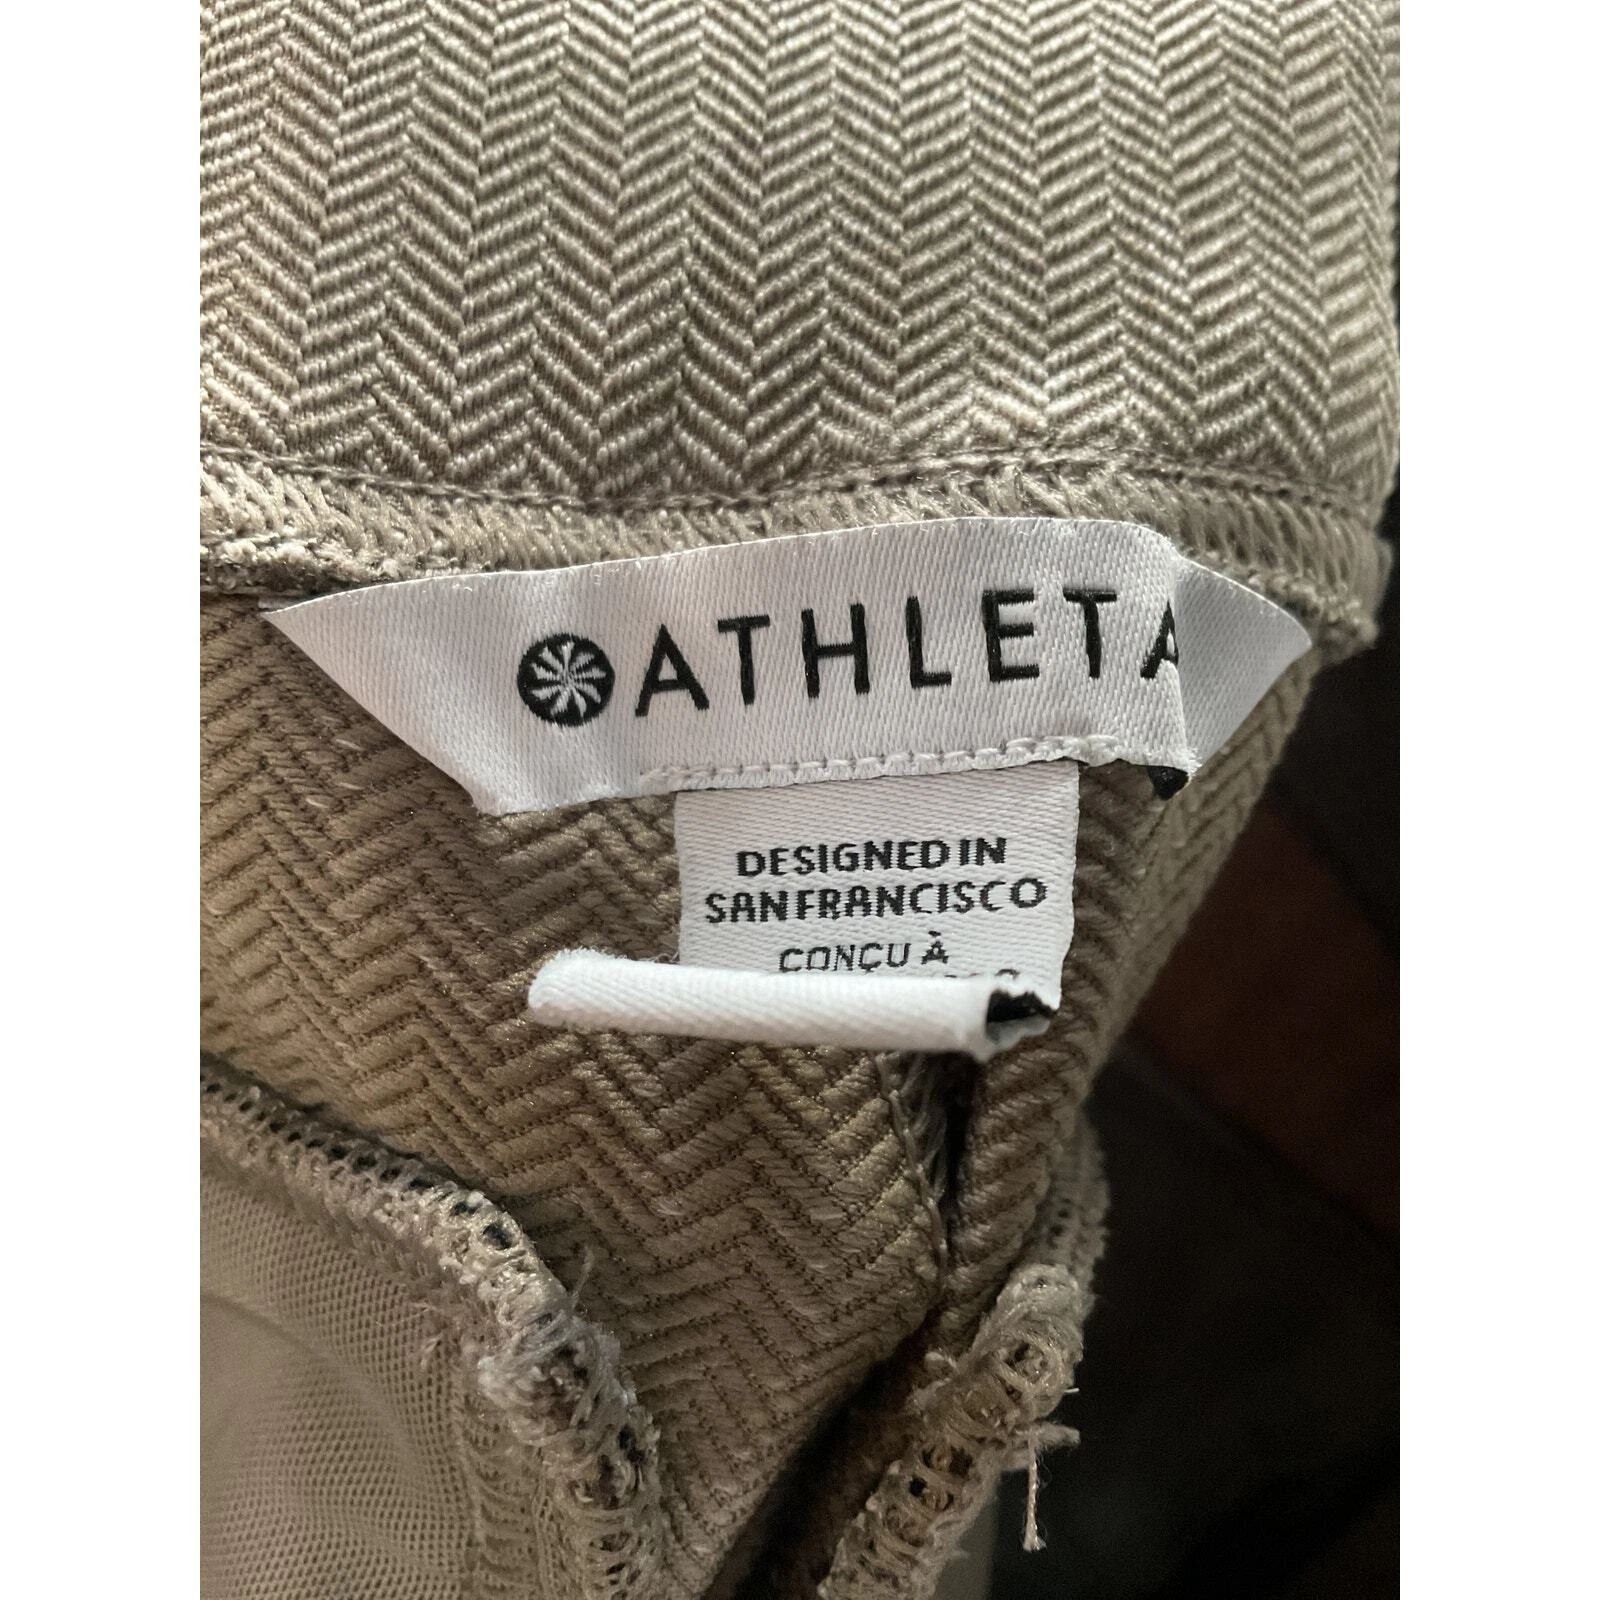 ATHLETA
DESIGNED IN
SAN FRANCISCO
CONÇU À